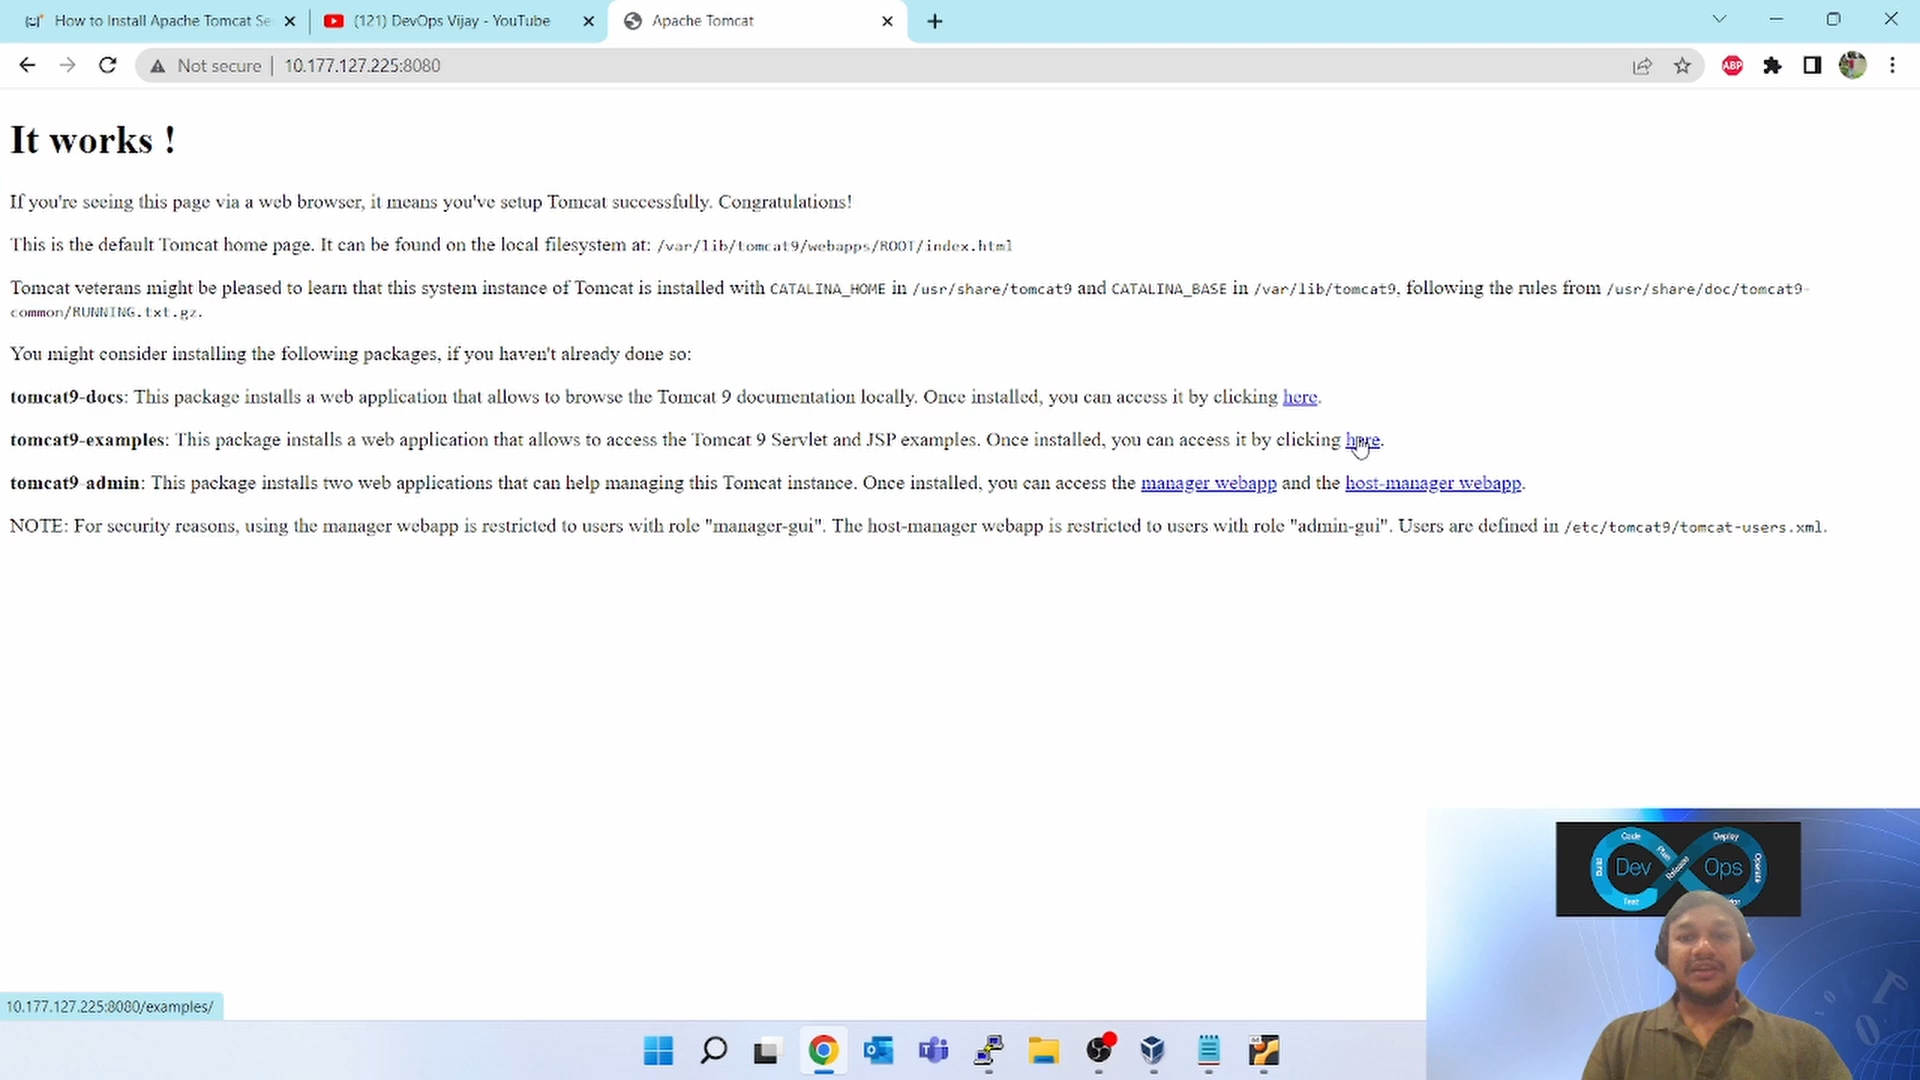 How to Install Apache Tomcat Se
(121) DevOps Vijay - YouTube
Apache Tomcat
Not secure
10.177.127.225:8080
ABP
It works !
If you're seeing this page via a web browser, it means you've setup Tomcat successfully. Congratulations!
This is the default Tomcat home page. It can be found on the local filesystem at: /var/lib/tomcat9/webapps/ROOT/index.html
Tomcat veterans might be pleased to learn that this system instance of Tomcat is installed with CATALINA_HOME in /usr/share/tomcat9 and CATALINA_BASE in /var/lib/tomcat9, following the rules from /usr/share/doc/tomcat9-
common/RUNNING.txt.gz.
You might consider installing the following packages, if you haven't already done so:
tomcat9-docs: This package installs a web application that allows to browse the Tomcat 9 documentation locally. Once installed, you can access it by clicking here.
tomcat9-examples: This package installs a web application that allows to access the Tomcat 9 Servlet and JSP examples. Once installed, you can access it by clicking here.
tomcat9-admin: This package installs two web applications that can help managing this Tomcat instance. Once installed, you can access the manager webapp and the host-manager webapp.
NOTE: For security reasons, using the manager webapp is restricted to users with role "manager-gui". The host-manager webapp is restricted to users with role "admin-gui". Users are defined in /etc/tomcat9/tomcat-users.xml.
Code
Deploy
Plan
Build
Dev
Release
Ops
Operate
Test
10.177.127.225:8080/examples/